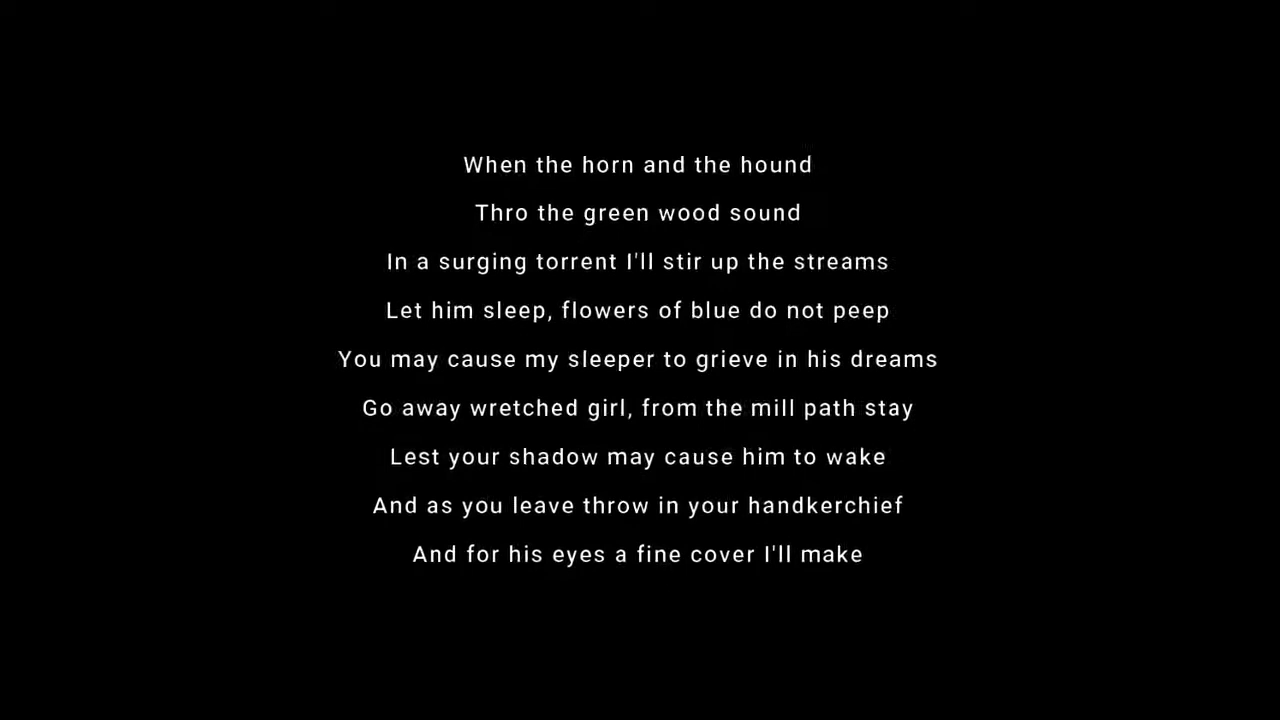 When the horn and the hound
Thro the green wood sound
In a surging torrent I'll stir up the streams
Let him sleep, flowers of blue do not peep
You may cause my sleeper to grieve in his dreams
Go away wretched girl, from the mill path stay
Lest your shadow may cause him to wake
And as you leave throw in your handkerchief
And for his eyes a fine cover I'll make